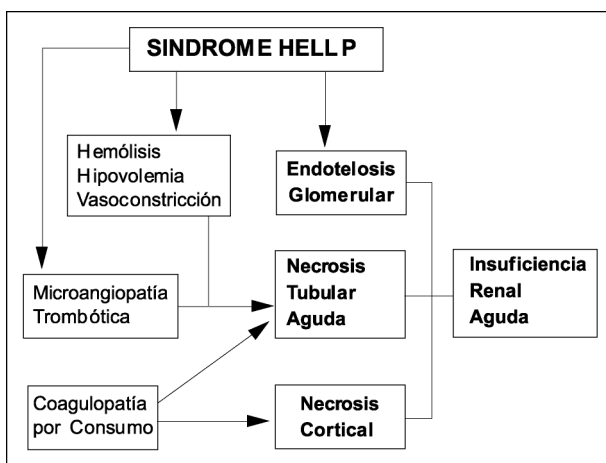 SINDROME HELLP
Hemólisis
Hipovolemia
Vasoconstricción
Endotelosis
Glomerular
Microangiopatía
Trombótica
Necrosis
Tubular
Aguda
Insuficiencia
Renal
Aguda
Coagulopatía
por Consumo
Necrosis
Cortical